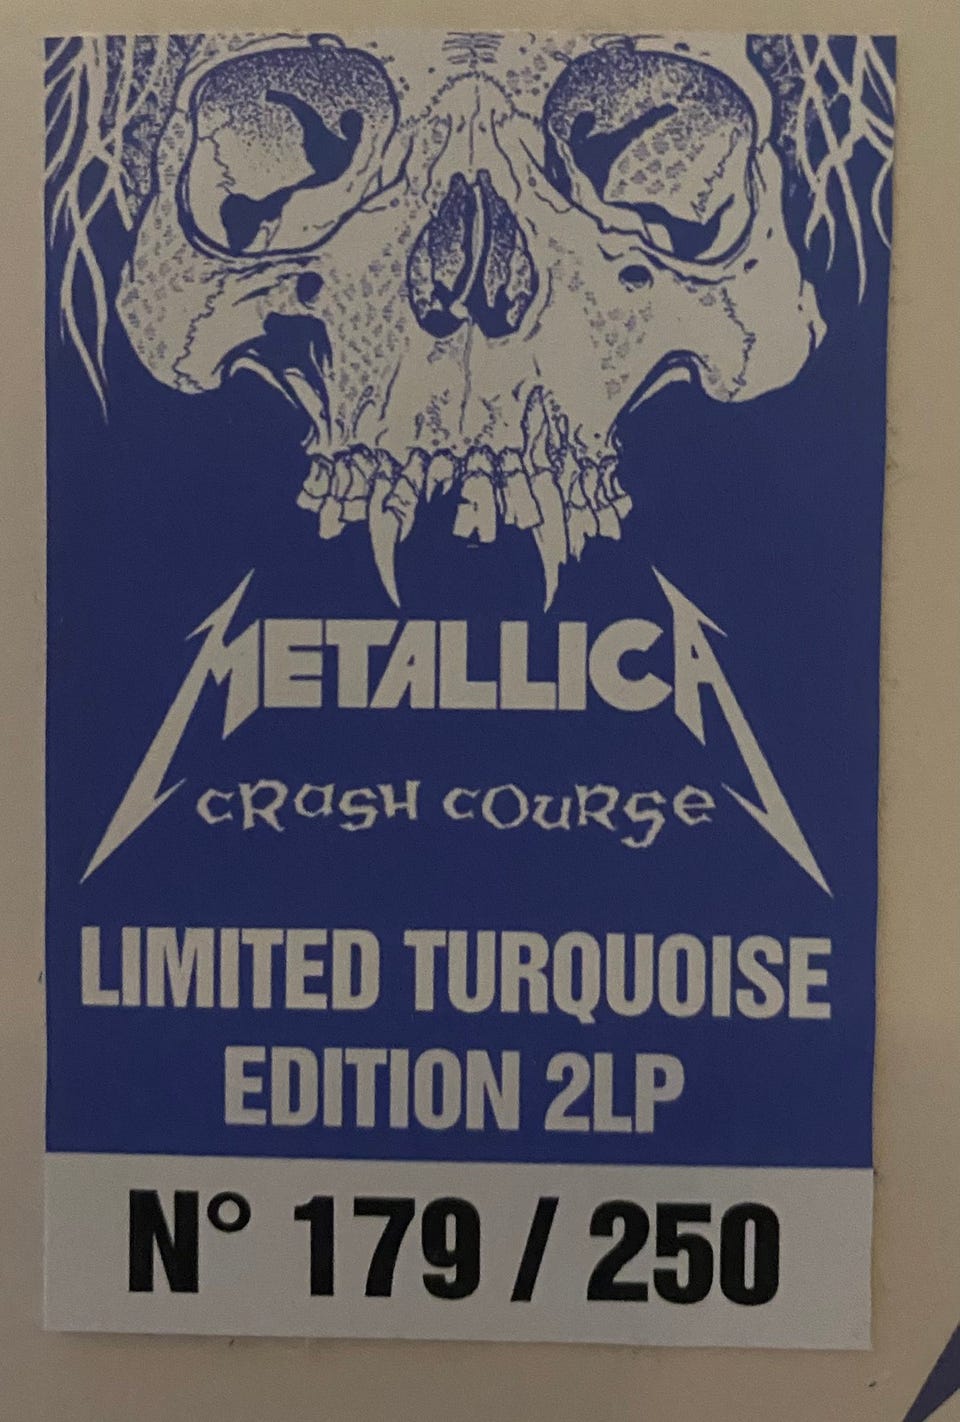 METALLICA
CRASH COURSE
LIMITED TURQUOISE
EDITION 2LP
N° 179 / 250